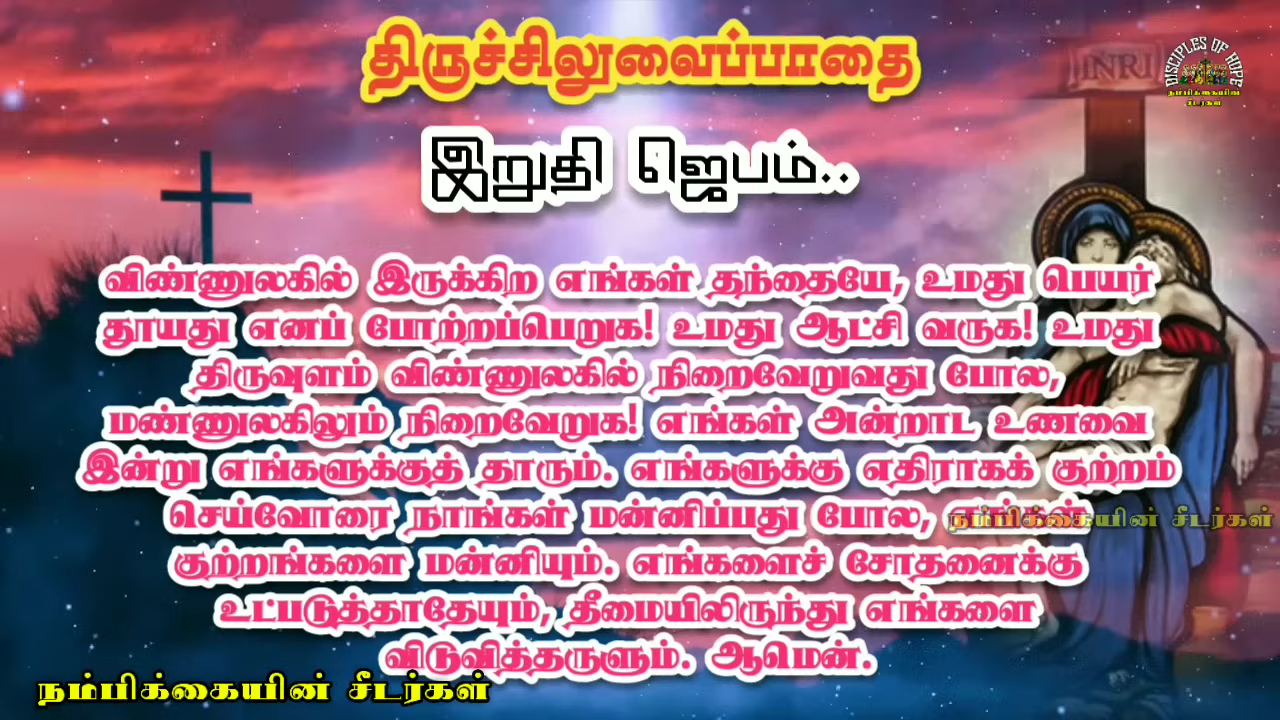 திருச்சிலுவைப்பாதை
INRI
DISCIPLES OF HOPE
நம்பிக்கையின்
சீடர்கள்
இறுதி ஜெபம்..
விண்ணுலகில் இருக்கிற எங்கள் தந்தையே, உமது பெயர்
தூயது எனப் போற்றப்பெறுக! உமது ஆட்சி வருக! உமது
திருவுளம் விண்ணுலகில் நிறைவேறுவது போல,
மண்ணுலகிலும் நிறைவேறுக! எங்கள் அன்றாட உணவை
இன்று எங்களுக்குத் தாரும். எங்களுக்கு எதிராகக் குற்றம்
செய்வோரை நாங்கள் மன்னிப்பது போல,
நம்பிக்கையின் சீடர்கள்
குற்றங்களை மன்னியும். எங்களைச் சோதனைக்கு
உட்படுத்தாதேயும், தீமையிலிருந்து எங்களை
விடுவித்தருளும். ஆமென்.
நம்பிக்கையின் சீடர்கள்